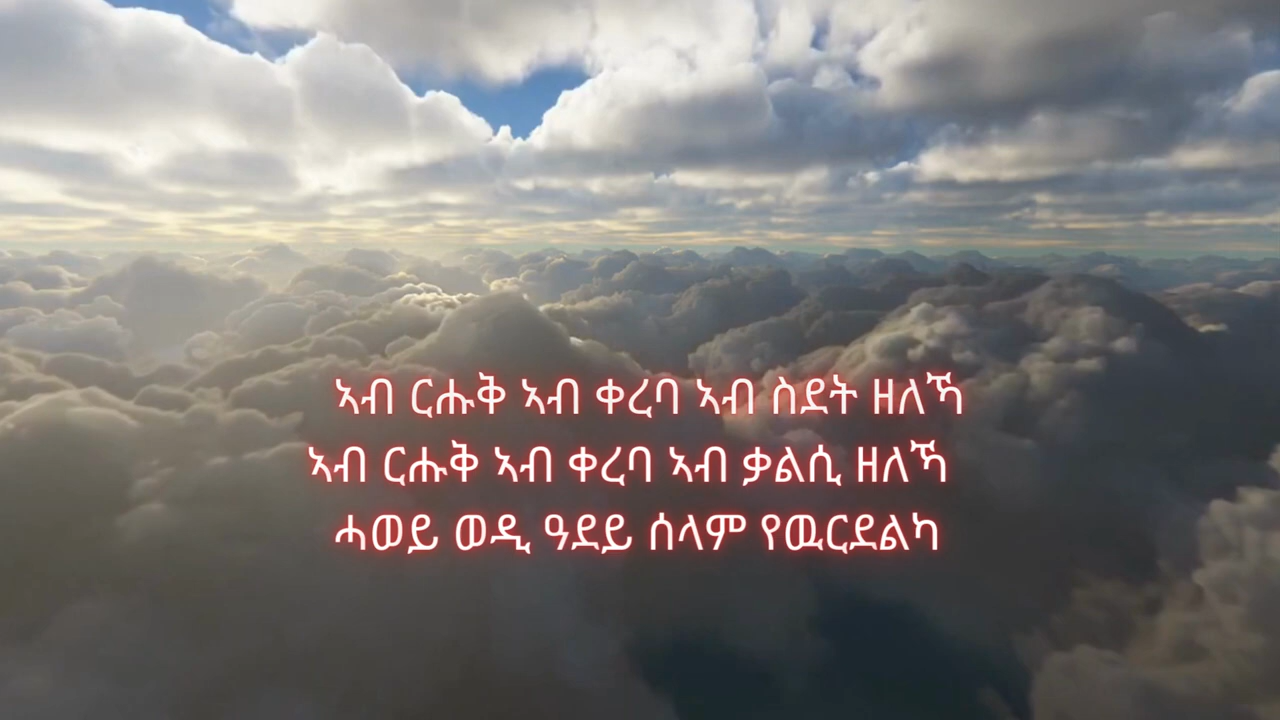 ኣብ ርሑቅ ኣብ ቀረባ ኣብ ስደት ዘለኻ
ኣብ ርሑቅ ኣብ ቀረባ ኣብ ቃልሲ ዘለኻ
ሓወይ ወዲ ዓደይ ሰላም የዉርደልካ